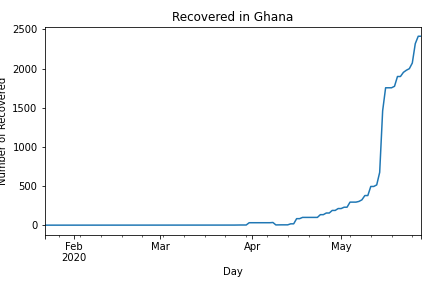 Recovered in Ghana
Number of Recovered
2500
2000
1500
1000
500
0
Feb
2020
Mar
Apr
May
Day